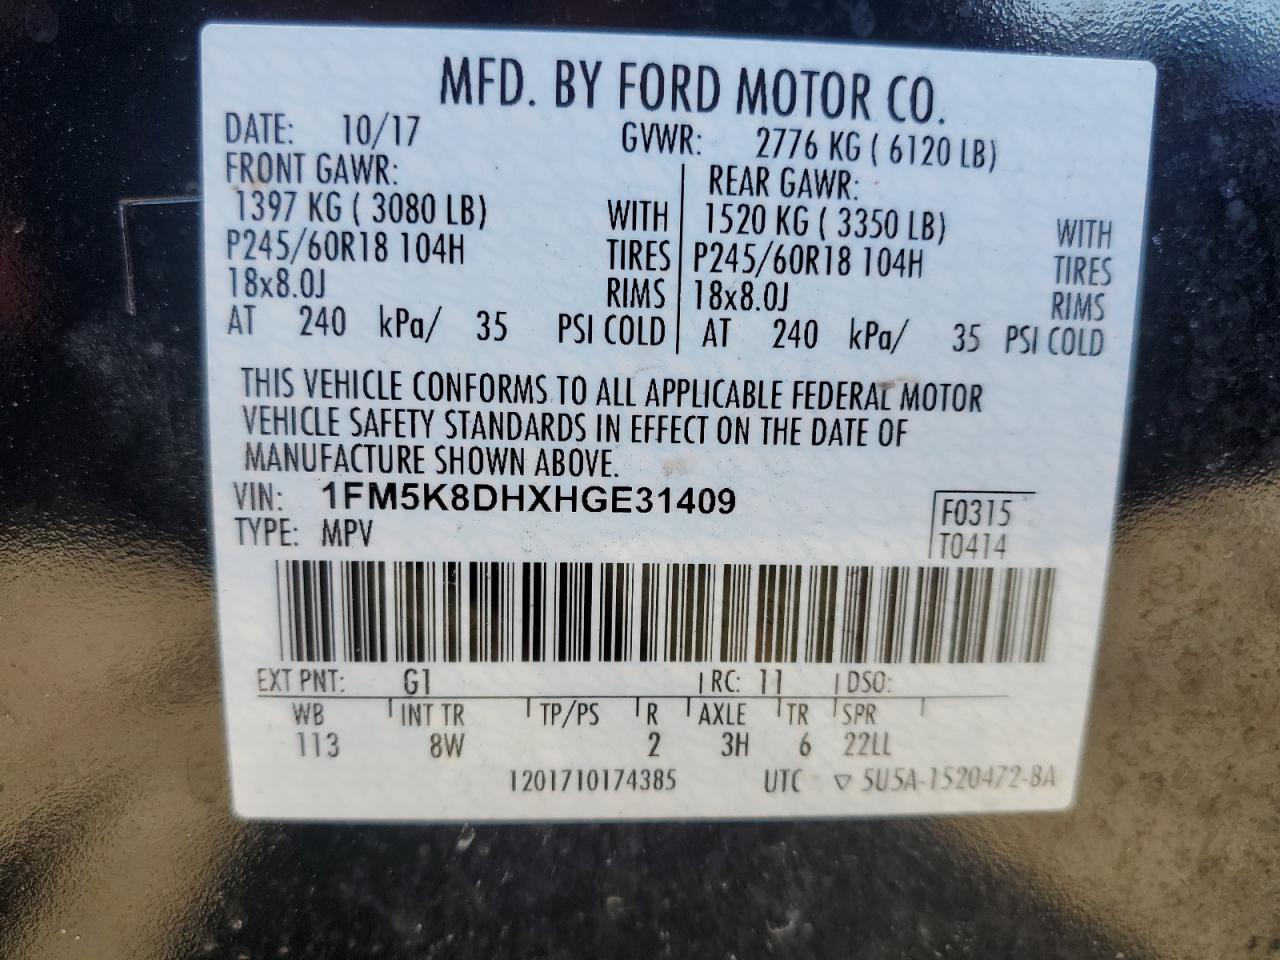 MFD. BY FORD MOTOR CO.
DATE: 10/17 GVWR: 2776 KG ( 6120 LB)
FRONT GAWR: REAR GAWR:
1397 KG ( 3080 LB) WITH 1520 KG ( 3350 LB) WITH
P245/60R18 104H TIRES P245/60R18 104H TIRES
18x8.0J RIMS 18x8.0J RIMS
AT 240 kPa/ 35 PSI COLD AT 240 kPa/ 35 PSI COLD
THIS VEHICLE CONFORMS TO ALL APPLICABLE FEDERAL MOTOR
VEHICLE SAFETY STANDARDS IN EFFECT ON THE DATE OF
MANUFACTURE SHOWN ABOVE.
VIN: 1FM5K8DHXHGE31409 F0315
TYPE: MPV T0414
EXT PNT: G1 RC: 11 DSO:
WB INT TR TP/PS R AXLE TR SPR
113 8W 2 3H 6 22LL
1201710174385 UTC ▽ 5U5A-1520472-BA